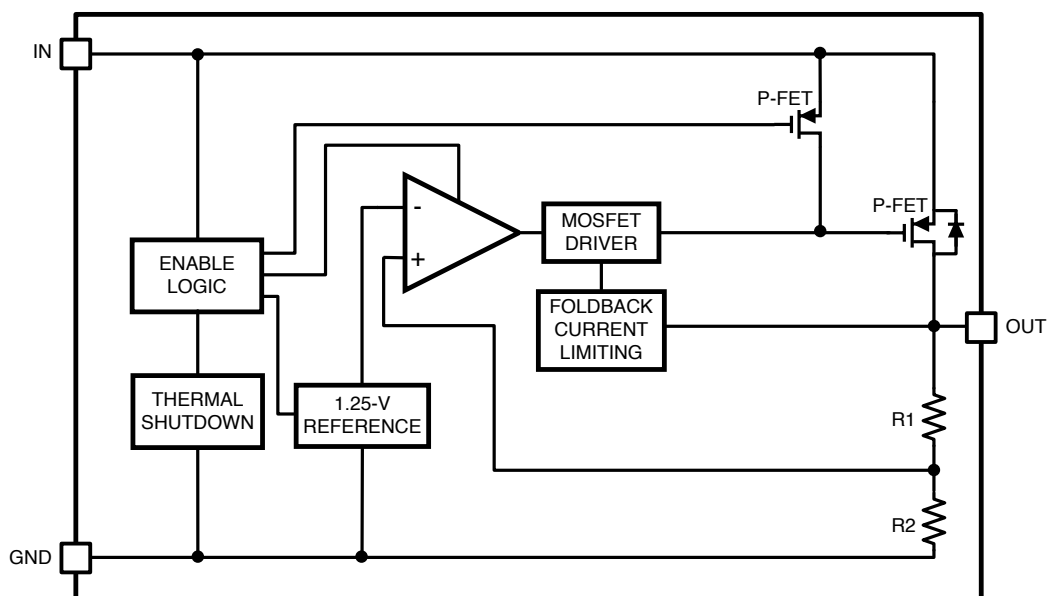 IN
P-FET
P-FET
-
+
MOSFET
DRIVER
ENABLE
LOGIC
FOLDBACK
CURRENT
LIMITING
OUT
THERMAL
SHUTDOWN
1.25-V
REFERENCE
R1
R2
GND